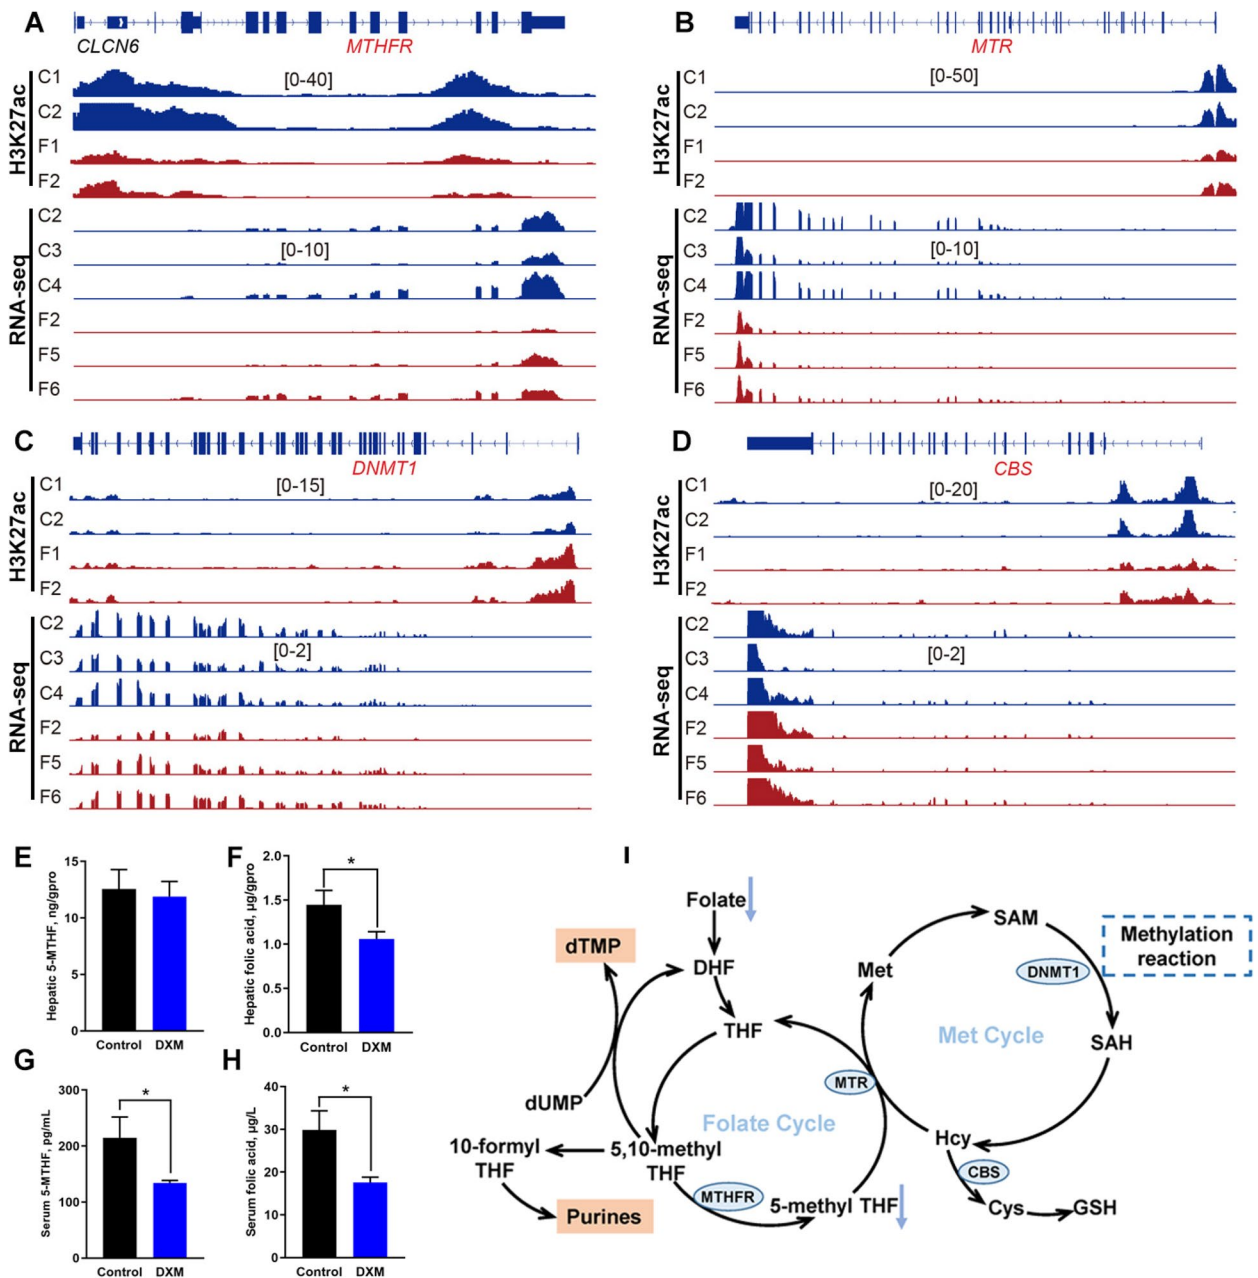 A
CLCN6
MTHFR
H3K27ac
C1
[0-40]
C2
F1
F2
RNA-seq
C2
C3
[0-10]
C4
F2
F5
F6
B
MTR
H3K27ac
C1
[0-50]
C2
F1
F2
RNA-seq
C2
C3
[0-10]
C4
F2
F5
F6
C
DNMT1
H3K27ac
C1
[0-15]
C2
F1
F2
RNA-seq
C2
C3
[0-2]
C4
F2
F5
F6
D
CBS
H3K27ac
C1
[0-20]
C2
F1
F2
RNA-seq
C2
C3
[0-2]
C4
F2
F5
F6
E
Hepatic 5-MTHF, ng/gpro
15
10
5
0
Control DXM
F
Hepatic folic acid, µg/gpro
2.0
1.5
1.0
0.5
0.0
*
Control DXM
G
Serum 5-MTHF, pg/mL
300
200
100
0
*
Control DXM
H
Serum folic acid, µg/L
40
30
20
10
0
*
Control DXM
I
Folate
dTMP
DHF
THF
dUMP
10-formyl
THF
5,10-methyl
THF
Purines
MTHFR
5-methyl THF
Folate Cycle
MTR
Met
SAM
DNMT1
Methylation
reaction
SAH
Met Cycle
Hcy
CBS
Cys
GSH